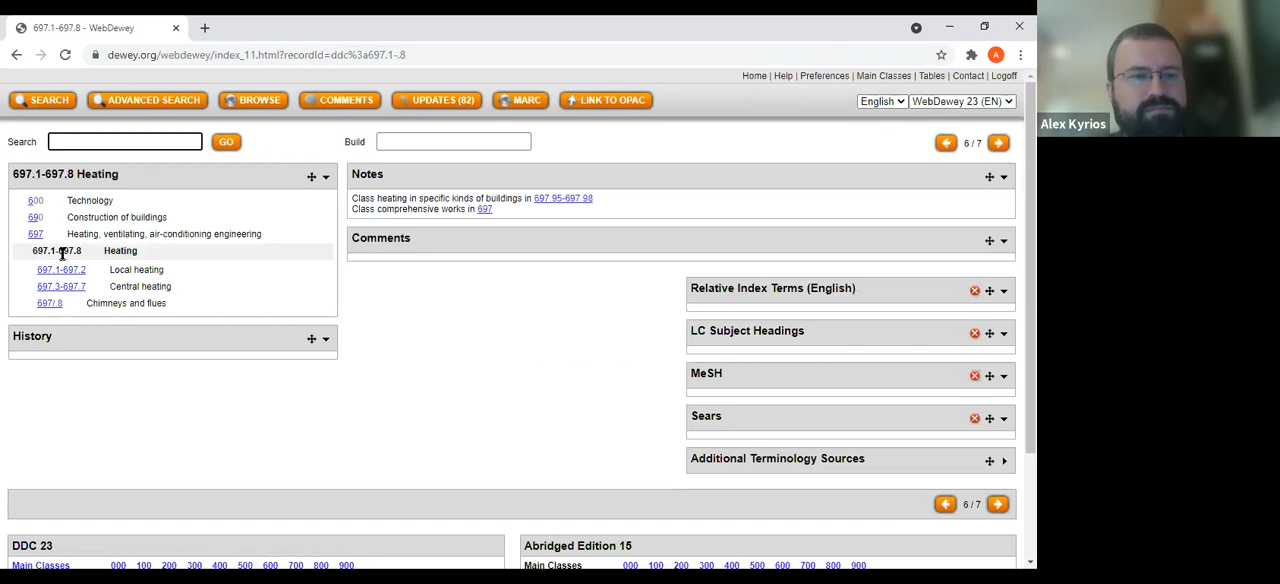 697.1-697.8 - WebDewey
dewey.org/webdewey/index_11.html?recordId=ddc%3a697.1-.8
A
Home | Help | Preferences | Main Classes | Tables | Contact | Logoff
SEARCH ADVANCED SEARCH BROWSE COMMENTS UPDATES (82) MARC LINK TO OPAC English WebDewey 23 (EN)
Search GO Build 6 / 7
697.1-697.8 Heating
600 Technology
690 Construction of buildings
697 Heating, ventilating, air-conditioning engineering
697.1-697.8 Heating
697.1-697.2 Local heating
697.3-697.7 Central heating
697/.8 Chimneys and flues
History
Notes
Class heating in specific kinds of buildings in 697.95-697.98
Class comprehensive works in 697
Comments
Relative Index Terms (English)
LC Subject Headings
MeSH
Sears
Additional Terminology Sources
6 / 7
DDC 23
Main Classes 000 100 200 300 400 500 600 700 800 900
Abridged Edition 15
Main Classes 000 100 200 300 400 500 600 700 800 900
Alex Kyrios